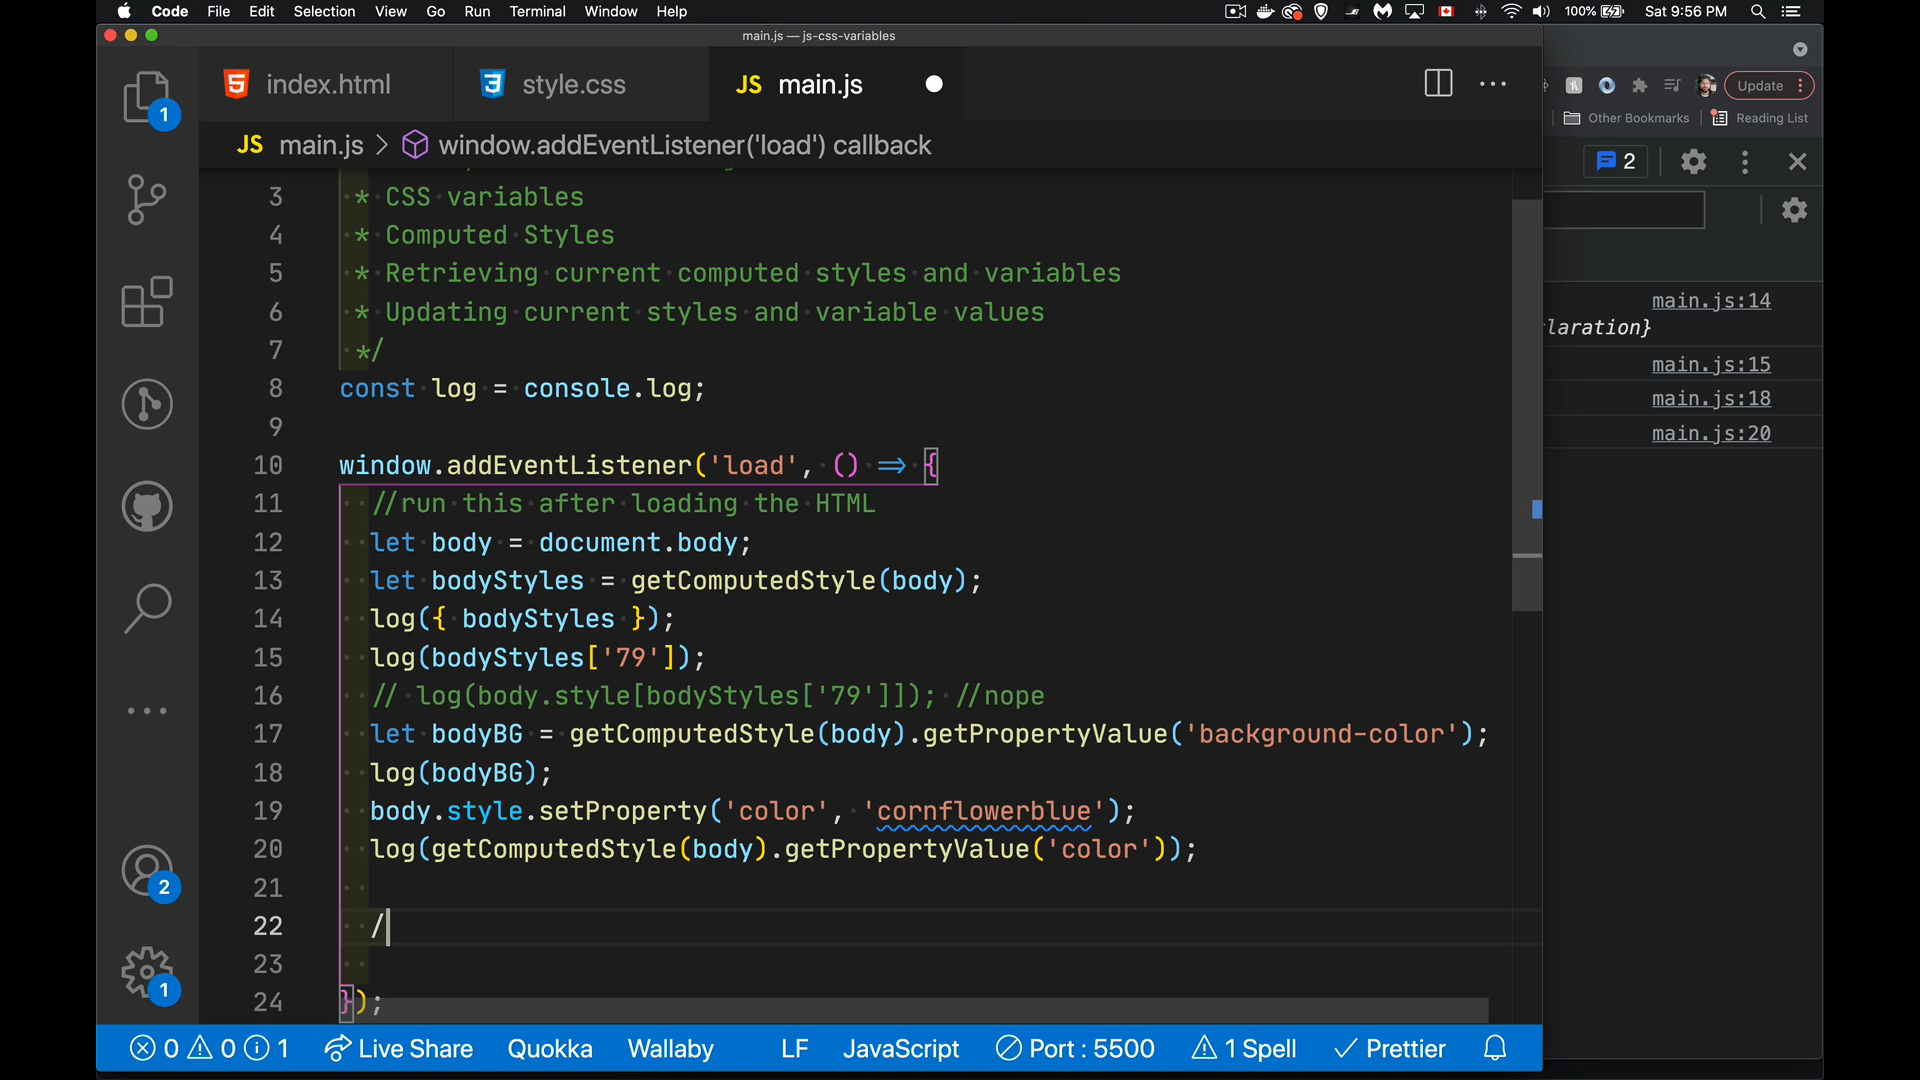 Code File Edit Selection View Go Run Terminal Window Help 100% Sat 9:56 PM
main.js — js-css-variables
index.html style.css JS main.js
Update
Other Bookmarks Reading List
JS main.js > window.addEventListener('load') callback
2
3 * CSS variables
4 * Computed Styles
5 * Retrieving current computed styles and variables
6 * Updating current styles and variable values
7 */
8 const log = console.log;
9
10 window.addEventListener('load', () => {
11 //run this after loading the HTML
12 let body = document.body;
13 let bodyStyles = getComputedStyle(body);
14 log({ bodyStyles });
15 log(bodyStyles['79']);
16 // log(body.style[bodyStyles['79']]); //nope
17 let bodyBG = getComputedStyle(body).getPropertyValue('background-color');
18 log(bodyBG);
19 body.style.setProperty('color', 'cornflowerblue');
20 log(getComputedStyle(body).getPropertyValue('color'));
21
22 /
23
24 });
main.js:14
laration}
main.js:15
main.js:18
main.js:20
1
2
1
0 0 1 Live Share Quokka Wallaby LF JavaScript Port : 5500 1 Spell Prettier